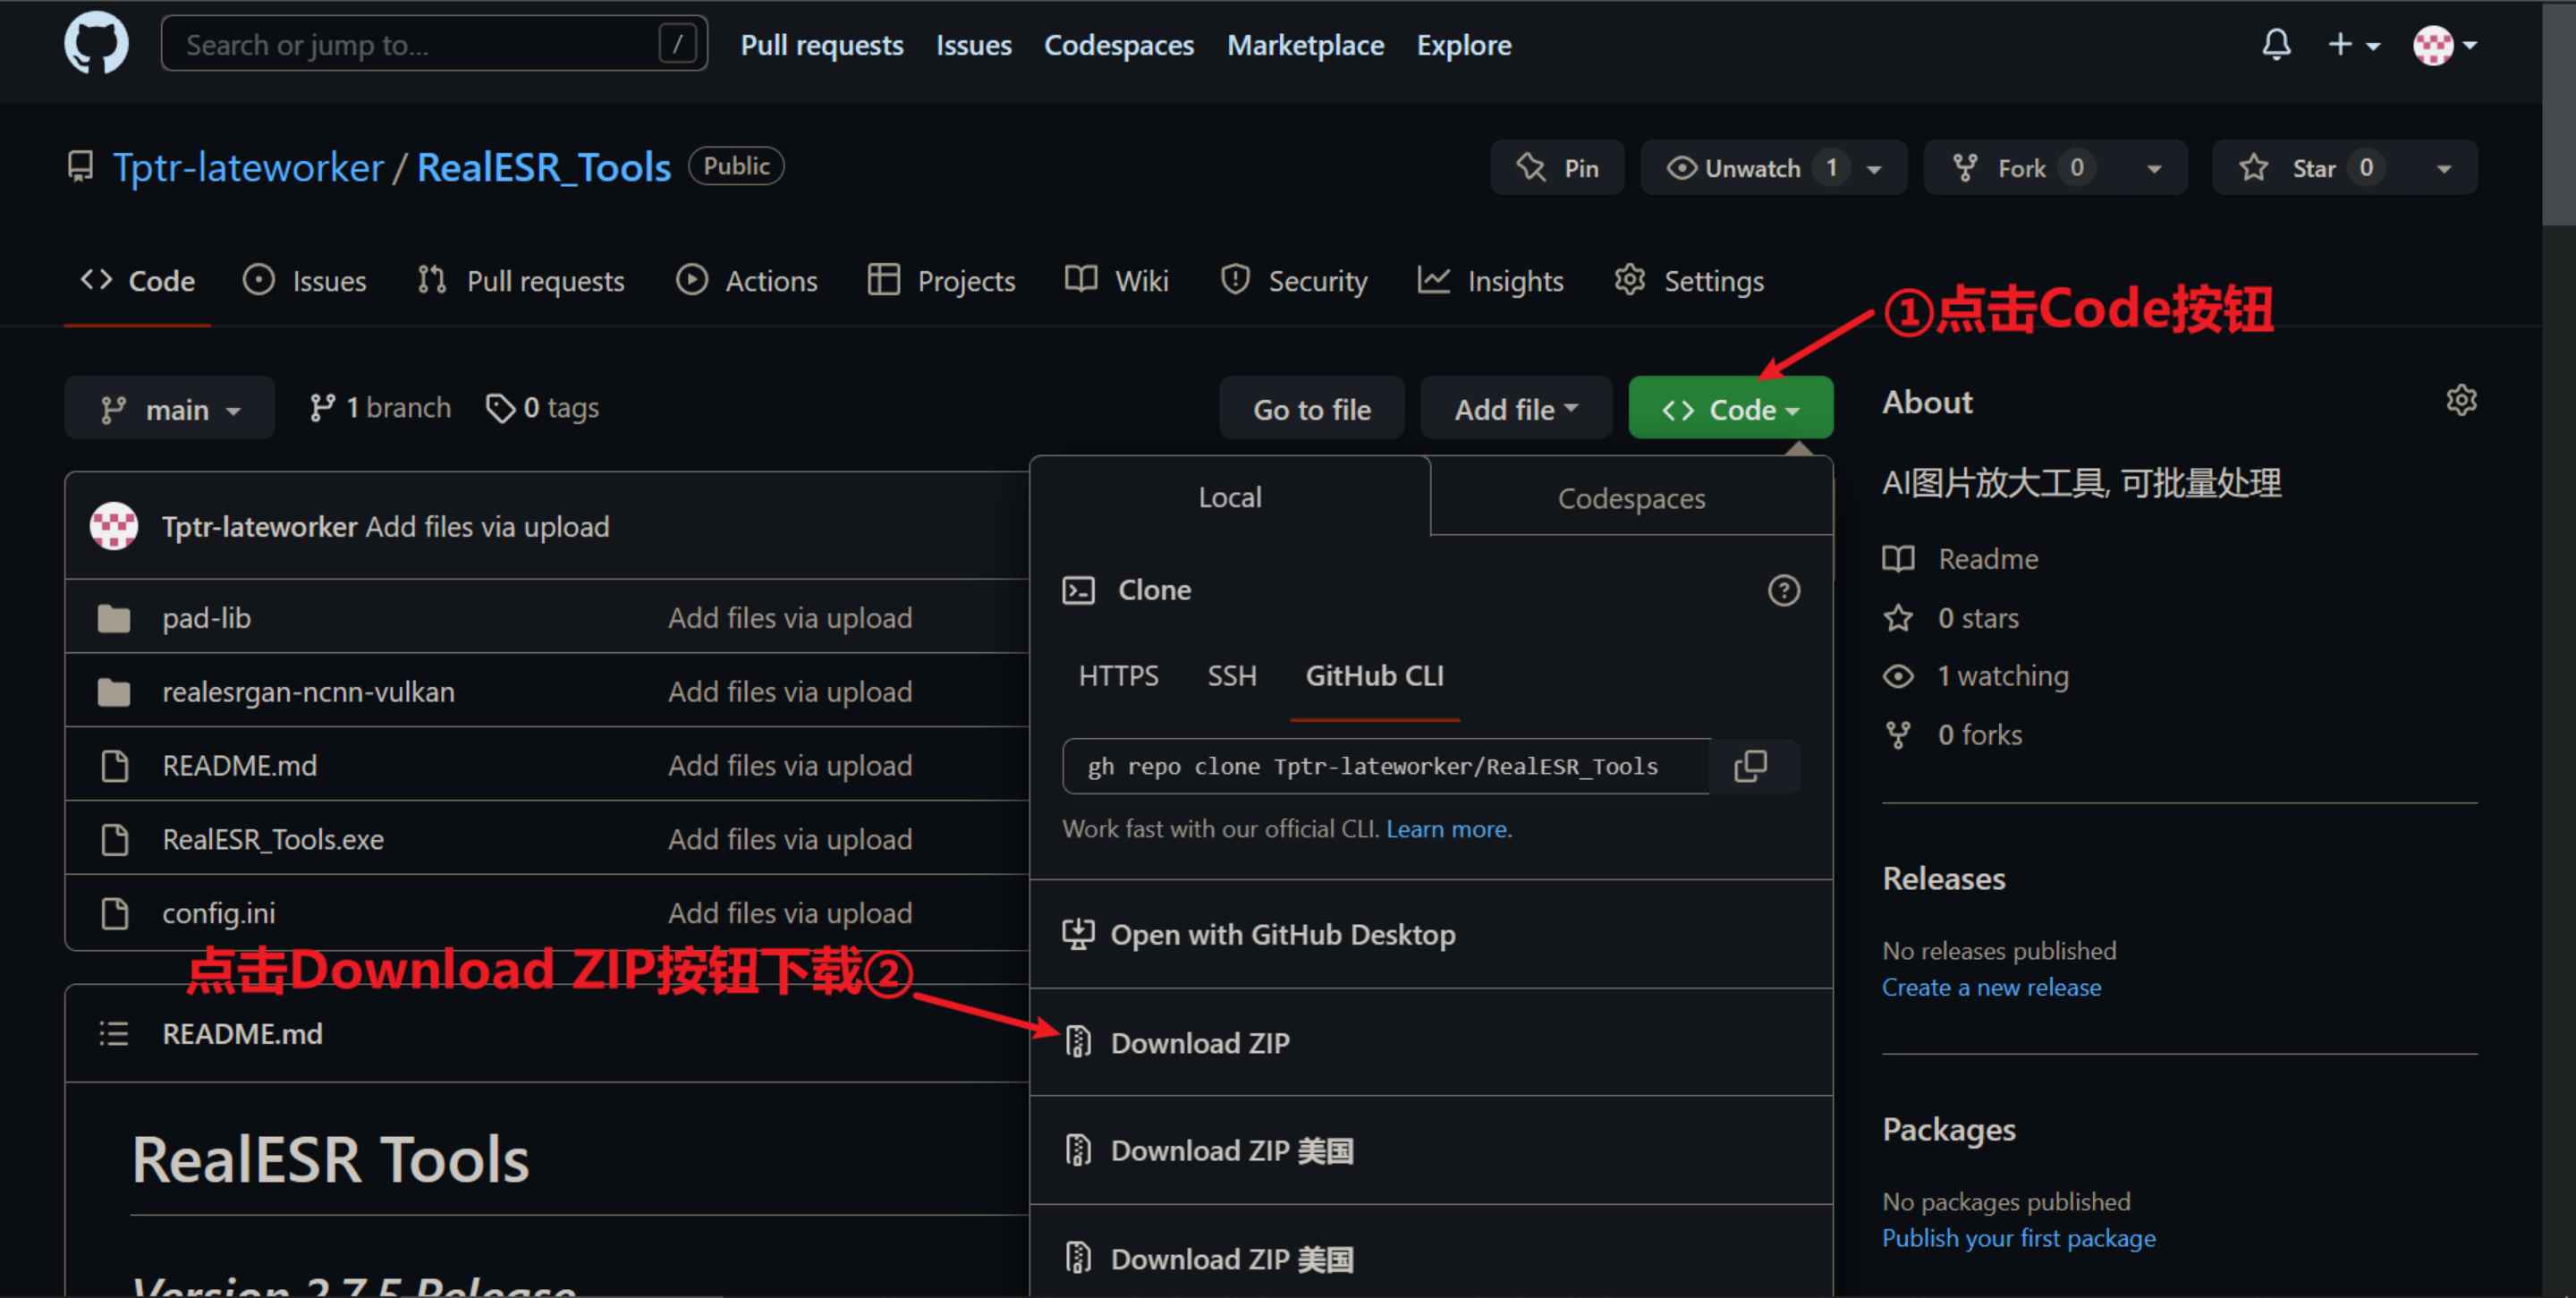 Search or jump to... /
Pull requests Issues Codespaces Marketplace Explore
Tptr-lateworker / RealESR_Tools Public
Pin Unwatch 1 Fork 0 Star 0
Code Issues Pull requests Actions Projects Wiki Security Insights Settings
①点击Code按钮
main 1 branch 0 tags
Go to file Add file Code
Tptr-lateworker Add files via upload
pad-lib Add files via upload
realesrgan-ncnn-vulkan Add files via upload
README.md Add files via upload
RealESR_Tools.exe Add files via upload
config.ini Add files via upload
点击Download ZIP按钮下载②
README.md
RealESR Tools
Version 2.7.5 Release
Local Codespaces
Clone
HTTPS SSH GitHub CLI
gh repo clone Tptr-lateworker/RealESR_Tools
Work fast with our official CLI. Learn more.
Open with GitHub Desktop
Download ZIP
Download ZIP 美国
Download ZIP 美国
About
AI图片放大工具, 可批量处理
Readme
0 stars
1 watching
0 forks
Releases
No releases published
Create a new release
Packages
No packages published
Publish your first package